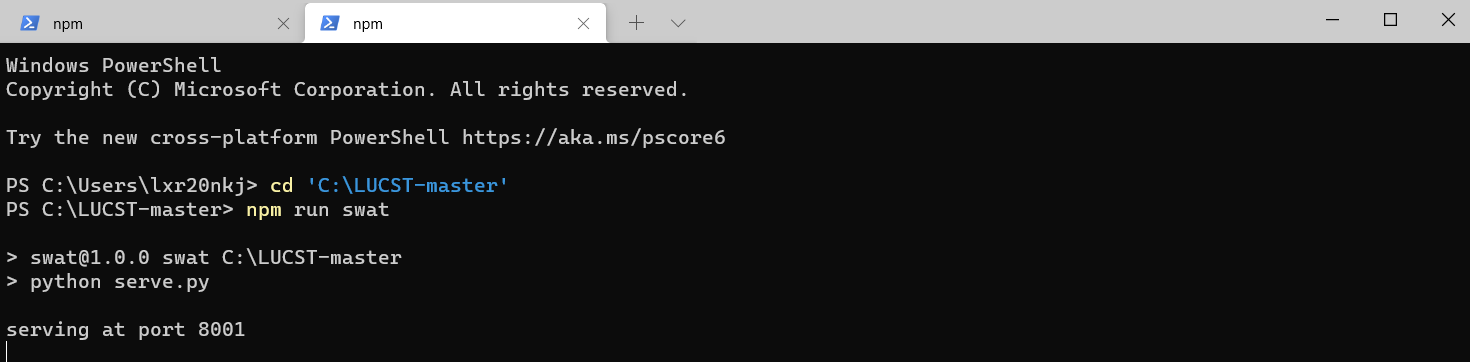 npm
npm
Windows PowerShell
Copyright (C) Microsoft Corporation. All rights reserved.
Try the new cross-platform PowerShell https://aka.ms/pscore6
PS C:\Users\lxr20nkj> cd 'C:\LUCST-master'
PS C:\LUCST-master> npm run swat
> swat@1.0.0 swat C:\LUCST-master
> python serve.py
serving at port 8001